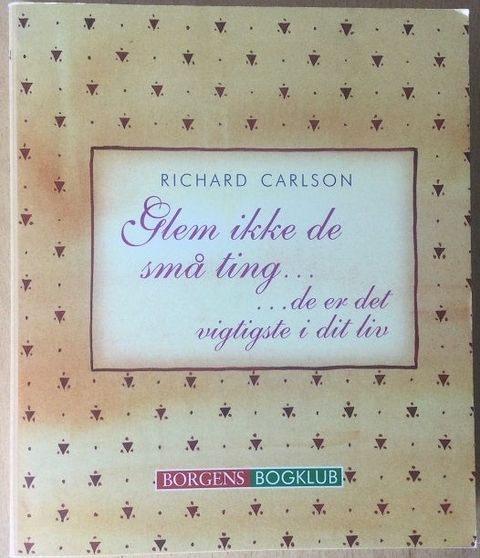 RICHARD CARLSON
Glem ikke de
små ting...
...de er det
vigtigste i dit liv
BORGENS BOGKLUB